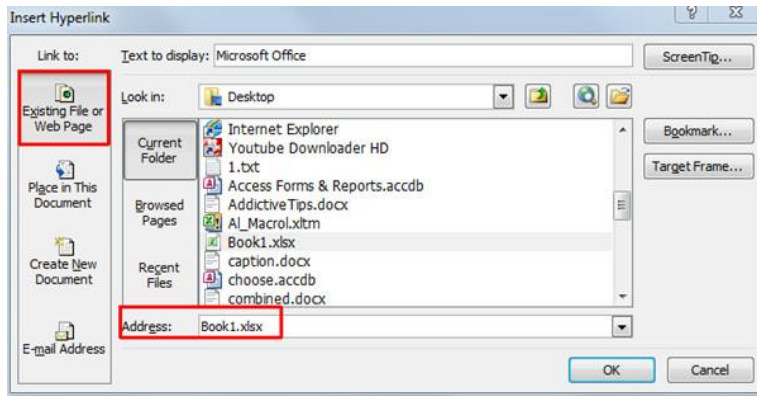 Insert Hyperlink
Link to:
Text to display: Microsoft Office
ScreenTip...
Existing File or
Web Page
Look in: Desktop
Current
Folder
Internet Explorer
Youtube Downloader HD
1.txt
Access Forms & Reports.accdb
AddictiveTips.docx
Al_Macrol.xltm
Book1.xlsx
caption.docx
choose.accdb
combined.docx
Bookmark...
Target Frame...
Place in This
Document
Browsed
Pages
Create New
Document
Recent
Files
Address: Book1.xlsx
E-mail Address
OK
Cancel